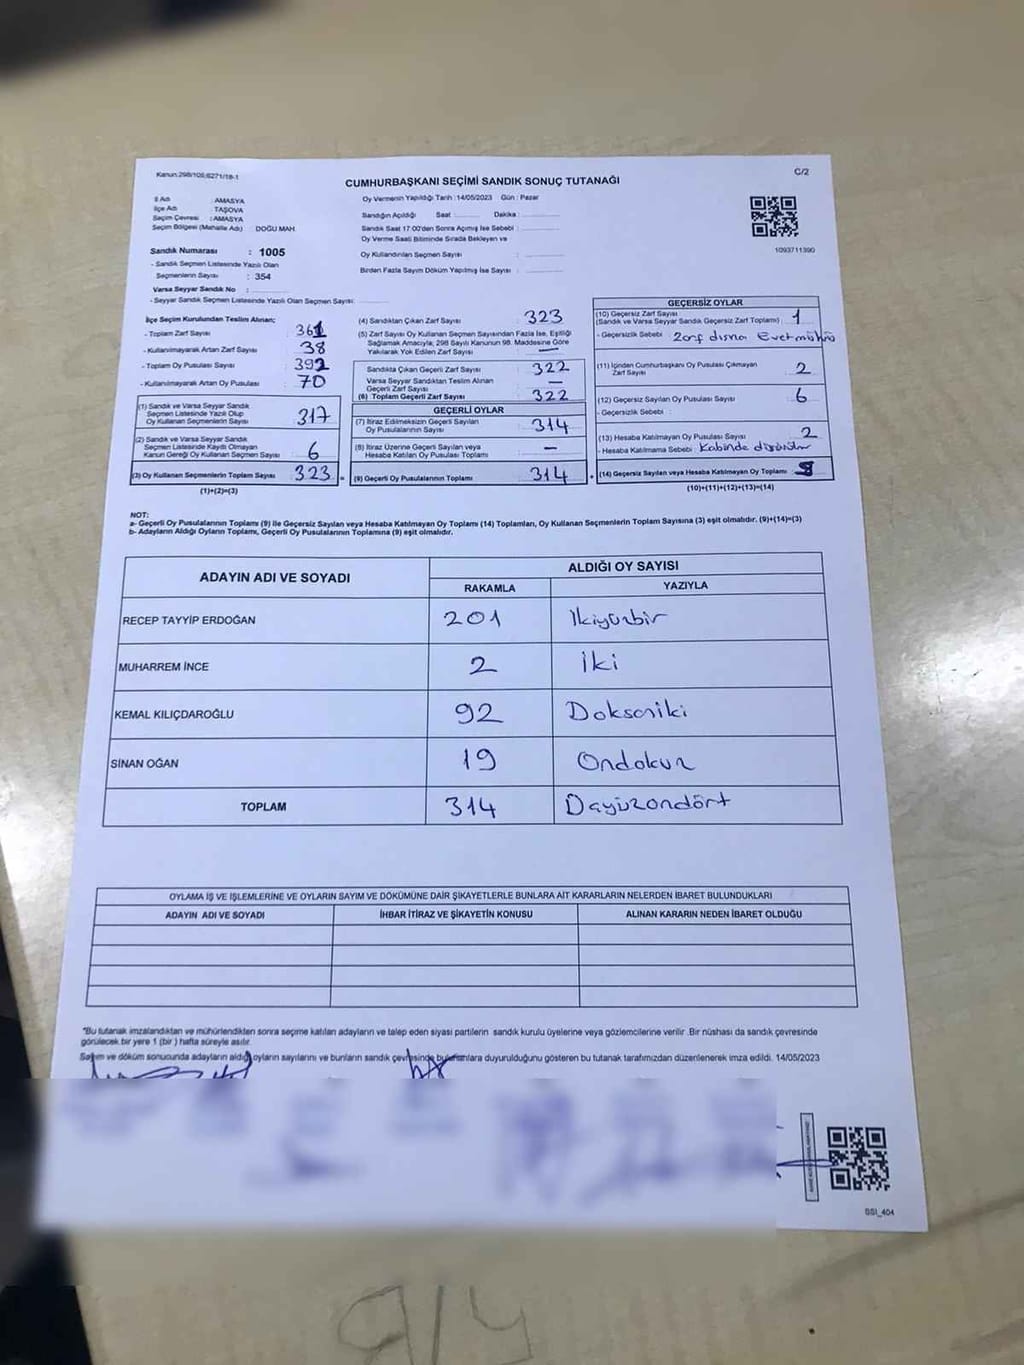 Kanun:298/105,6271/18-1
C/2
CUMHURBAŞKANI SEÇİMİ SANDIK SONUÇ TUTANAĞI
İl Adı : AMASYA
İlçe Adı : TAŞOVA
Seçim Çevresi : AMASYA
Seçim Bölgesi (Mahalle Adı) DOĞU MAH.
Sandık Numarası : 1005
- Sandık Seçmen Listesinde Yazılı Olan
Seçmenlerin Sayısı : 354
Varsa Seyyar Sandık No :
- Seyyar Sandık Seçmen Listesinde Yazılı Olan Seçmen Sayısı:
Oy Vermenin Yapıldığı Tarih :14/05/2023 Gün : Pazar
Sandığın Açıldığı Saat Dakika :
Sandık Saat 17:00'den Sonra Açılmış İse Sebebi :
Oy Verme Saati Bitiminde Sırada Bekleyen ve
Oy Kullandırılan Seçmen Sayısı :
Birden Fazla Sayım Döküm Yapılmış İse Sayısı :
1093711390
İlçe Seçim Kurulundan Teslim Alınan;
- Toplam Zarf Sayısı : 361
- Kullanılmayarak Artan Zarf Sayısı : 38
- Toplam Oy Pusulası Sayısı : 392
- Kullanılmayarak Artan Oy Pusulası : 70
(1) Sandık ve Varsa Seyyar Sandık
Seçmen Listesinde Yazılı Olup
Oy Kullanan Seçmenlerin Sayısı : 317
(2) Sandık ve Varsa Seyyar Sandık
Seçmen Listesinde Kayıtlı Olmayan
Kanun Gereği Oy Kullanan Seçmen Sayısı : 6
(3) Oy Kullanan Seçmenlerin Toplam Sayısı : 323
(1)+(2)=(3)
(4) Sandıktan Çıkan Zarf Sayısı : 323
(5) Zarf Sayısı Oy Kullanan Seçmen Sayısından Fazla İse, Eşitliği
Sağlamak Amacıyla, 298 Sayılı Kanunun 98. Maddesine Göre
Yakılarak Yok Edilen Zarf Sayısı : —
Sandıkta Çıkan Geçerli Zarf Sayısı : 322
Varsa Seyyar Sandıktan Teslim Alınan
Geçerli Zarf Sayısı : —
(6) Toplam Geçerli Zarf Sayısı : 322
GEÇERLİ OYLAR
(7) İtiraz Edilmeksizin Geçerli Sayılan
Oy Pusulalarının Sayısı : 314
(8) İtiraz Üzerine Geçerli Sayılan veya
Hesaba Katılan Oy Pusulası Toplamı : —
(9) Geçerli Oy Pusulalarının Toplamı : 314
GEÇERSİZ OYLAR
(10) Geçersiz Zarf Sayısı
(Sandık ve Varsa Seyyar Sandık Geçersiz Zarf Toplamı) : 1
- Geçersizlik Sebebi : Zarf dışına Evet mührü
(11) İçinden Cumhurbaşkanı Oy Pusulası Çıkmayan
Zarf Sayısı : 2
(12) Geçersiz Sayılan Oy Pusulası Sayısı : 6
- Geçersizlik Sebebi :
(13) Hesaba Katılmayan Oy Pusulası Sayısı : 2
- Hesaba Katılmama Sebebi : Kabinde
(14) Geçersiz Sayılan veya Hesaba Katılmayan Oy Toplamı :
(10)+(11)+(12)+(13)=(14)
NOT:
a- Geçerli Oy Pusulalarının Toplamı (9) ile Geçersiz Sayılan veya Hesaba Katılmayan Oy Toplamı (14) Toplamları, Oy Kullanan Seçmenlerin Toplam Sayısına (3) eşit olmalıdır. (9)+(14)=(3)
b- Adayların Aldığı Oyların Toplamı, Geçerli Oy Pusulalarının Toplamına (9) eşit olmalıdır.
ADAYIN ADI VE SOYADI ALDIĞI OY SAYISI
RAKAMLA YAZIYLA
RECEP TAYYİP ERDOĞAN 201 İkiyüzbir
MUHARREM İNCE 2 İki
KEMAL KILIÇDAROĞLU 92 Doksaniki
SİNAN OĞAN 19 Ondokuz
TOPLAM 314 Üçyüzondört
OYLAMA İŞ VE İŞLEMLERİNE VE OYLARIN SAYIM VE DÖKÜMÜNE DAİR ŞİKAYETLERLE BUNLARA AİT KARARLARIN NELERDEN İBARET BULUNDUKLARI
ADAYIN ADI VE SOYADI İHBAR İTİRAZ VE ŞİKAYETİN KONUSU ALINAN KARARIN NEDEN İBARET OLDUĞU
*Bu tutanak imzalandıktan ve mühürlendikten sonra seçime katılan adayların ve talep eden siyasi partilerin sandık kurulu üyelerine veya gözlemcilerine verilir .Bir nüshası da sandık çevresinde
görülecek bir yere 1 (bir ) hafta süreyle asılır.
Sayım ve döküm sonucunda adayların aldığı oyların sayılarını ve bunların sandık çevresinde bulunanlara duyurulduğunu gösteren bu tutanak tarafımızdan düzenlenerek imza edildi. 14/05/2023
SSI_404